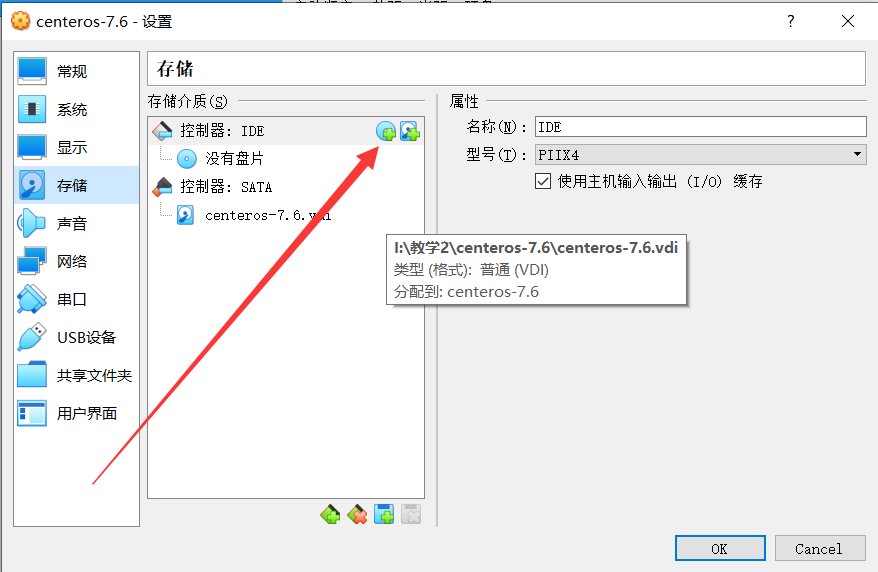 centeros-7.6 - 设置
?
常规
系统
显示
存储
声音
网络
串口
USB设备
共享文件夹
用户界面
存储
存储介质(S)
控制器: IDE
没有盘片
控制器: SATA
centeros-7.6.vdi
属性
名称(N): IDE
型号(T): PIIX4
使用主机输入输出 (I/O) 缓存
I:\教学2\centeros-7.6\centeros-7.6.vdi
类型 (格式): 普通 (VDI)
分配到: centeros-7.6
OK
Cancel